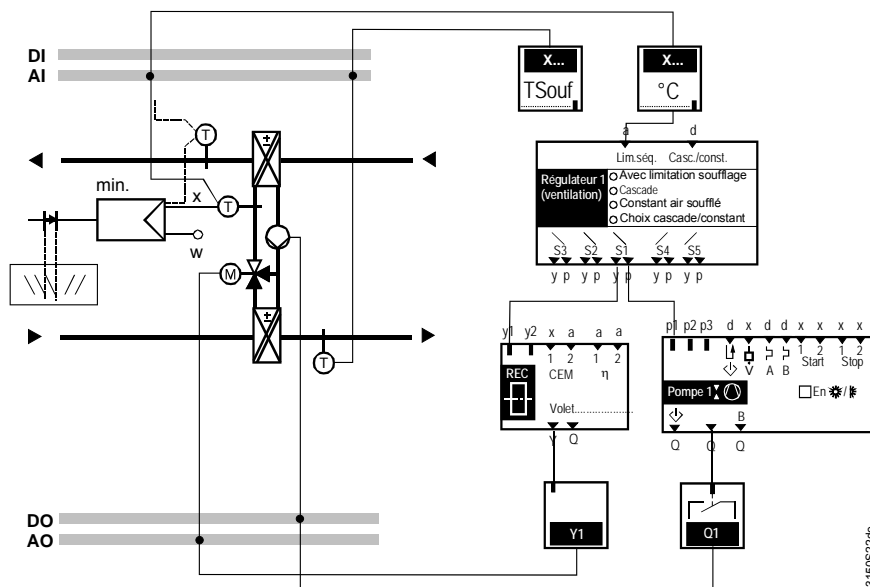 DI
AI
X...
TSouf
X...
°C
a d
Lim.séq. Casc./const.
Régulateur 1
(ventilation)
Avec limitation soufflage
Cascade
Constant air soufflé
Choix cascade/constant
S3 S2 S1 S4 S5
y p y p y p y p y p
T
min.
x
T
w
M
T
y1 y2 x a a a
1 2 1 2
CEM η
REC
Volet
Y Q
p1 p2 p3 d x d d x x x x
1 2 1 2
V A B Start Stop
Pompe 1
En
B
Q Q Q
DO
AO
Y1
Q1